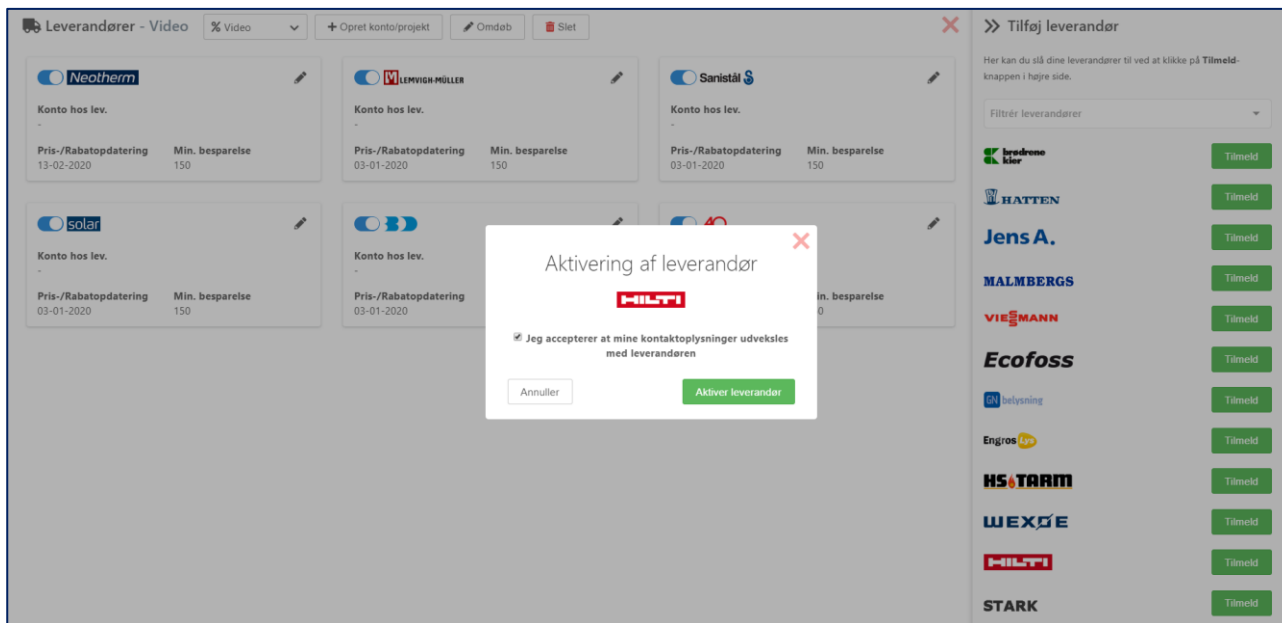 Leverandører - Video
% Video
+ Opret konto/projekt
Omdøb
Slet
Neotherm
Konto hos lev.
-
Pris-/Rabatopdatering Min. besparelse
13-02-2020 150
LEMVIGH-MÜLLER
Konto hos lev.
-
Pris-/Rabatopdatering Min. besparelse
03-01-2020 150
Sanistål
Konto hos lev.
-
Pris-/Rabatopdatering Min. besparelse
03-01-2020 150
solar
Konto hos lev.
-
Pris-/Rabatopdatering Min. besparelse
03-01-2020 150
Konto hos lev.
-
Pris-/Rabatopdatering
03-01-2020
AO
in. besparelse
Aktivering af leverandør
HILTI
Jeg accepterer at mine kontaktoplysninger udveksles
med leverandøren
Annuller
Aktiver leverandør
Tilføj leverandør
Her kan du slå dine leverandører til ved at klikke på Tilmeld-
knappen i højre side.
Filtrér leverandører
brødrene
kier
Tilmeld
HATTEN
Tilmeld
Jens A.
Tilmeld
MALMBERGS
Tilmeld
VIESMANN
Tilmeld
Ecofoss
Tilmeld
GN belysning
Tilmeld
Engros Lys
Tilmeld
HS TARM
Tilmeld
WEXØE
Tilmeld
HILTI
Tilmeld
STARK
Tilmeld